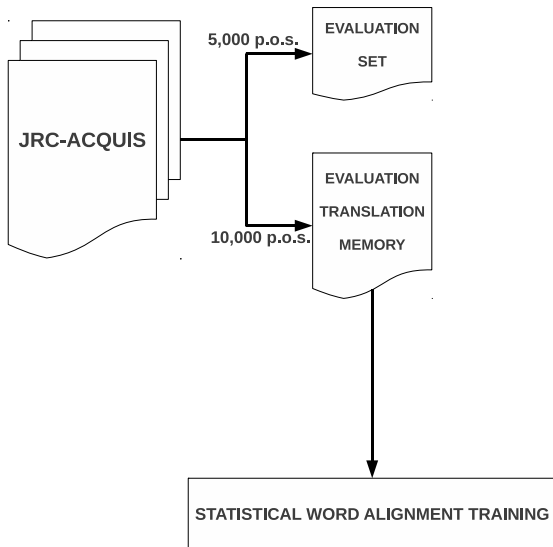 5,000 p.o.s.
EVALUATION
SET
JRC-ACQUIS
EVALUATION
TRANSLATION
MEMORY
10,000 p.o.s.
STATISTICAL WORD ALIGNMENT TRAINING